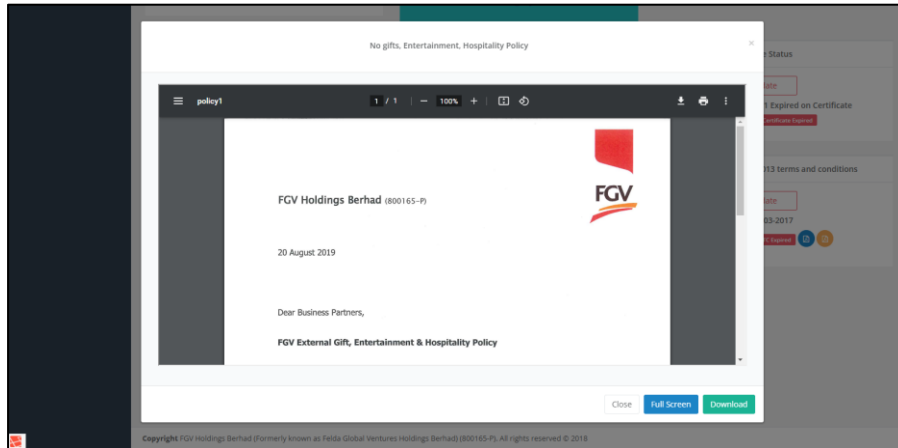 No gifts, Entertainment, Hospitality Policy
×
e Status
policy1
1 / 1
100%
ate
1 Expired on Certificate
Certificate Expired
FGV
FGV Holdings Berhad (800165-P)
013 terms and conditions
ate
03-2017
Expired
20 August 2019
Dear Business Partners,
FGV External Gift, Entertainment & Hospitality Policy
Close
Full Screen
Download
Copyright FGV Holdings Berhad (Formerly known as Felda Global Ventures Holdings Berhad) (800165-P). All rights reserved © 2018